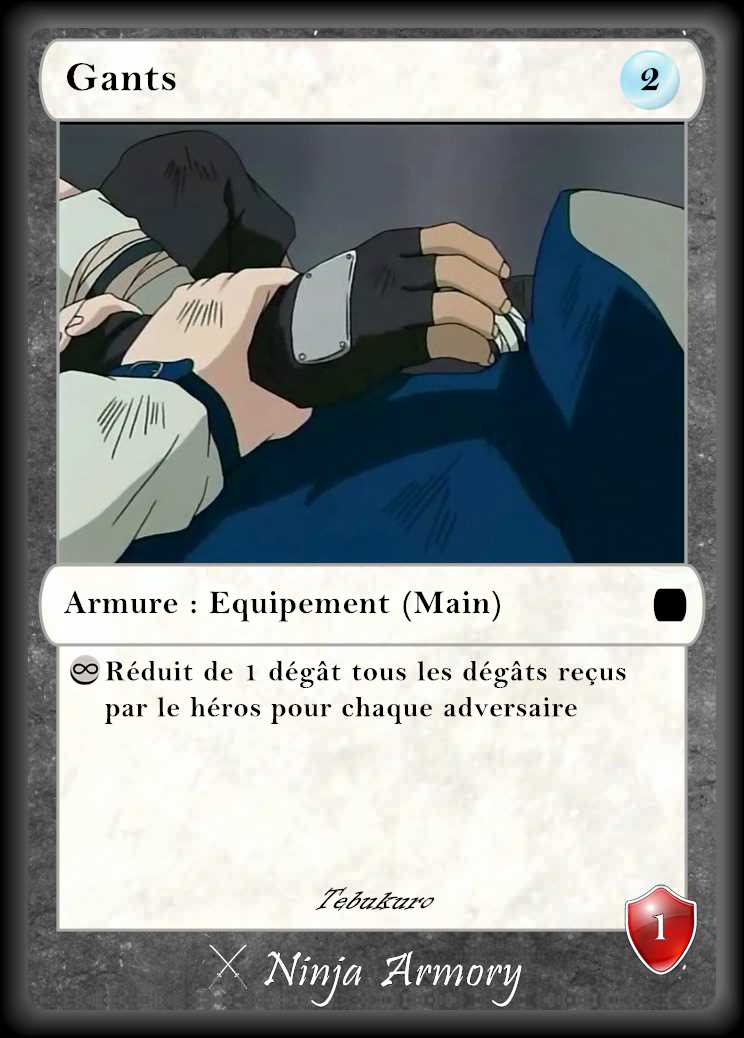 Gants
2
Armure : Equipement (Main)
∞ Réduit de 1 dégât tous les dégâts reçus
par le héros pour chaque adversaire
Tebukuro
1
Ninja Armory